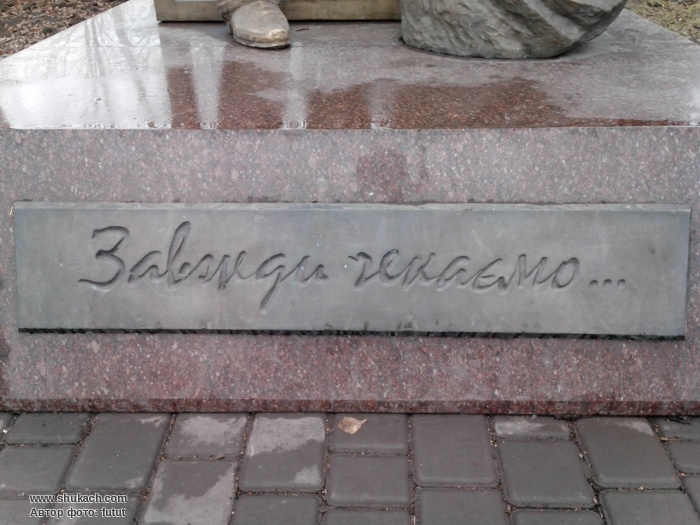 Завжди чекаємо...
www.shukach.com
Автор фото: futut